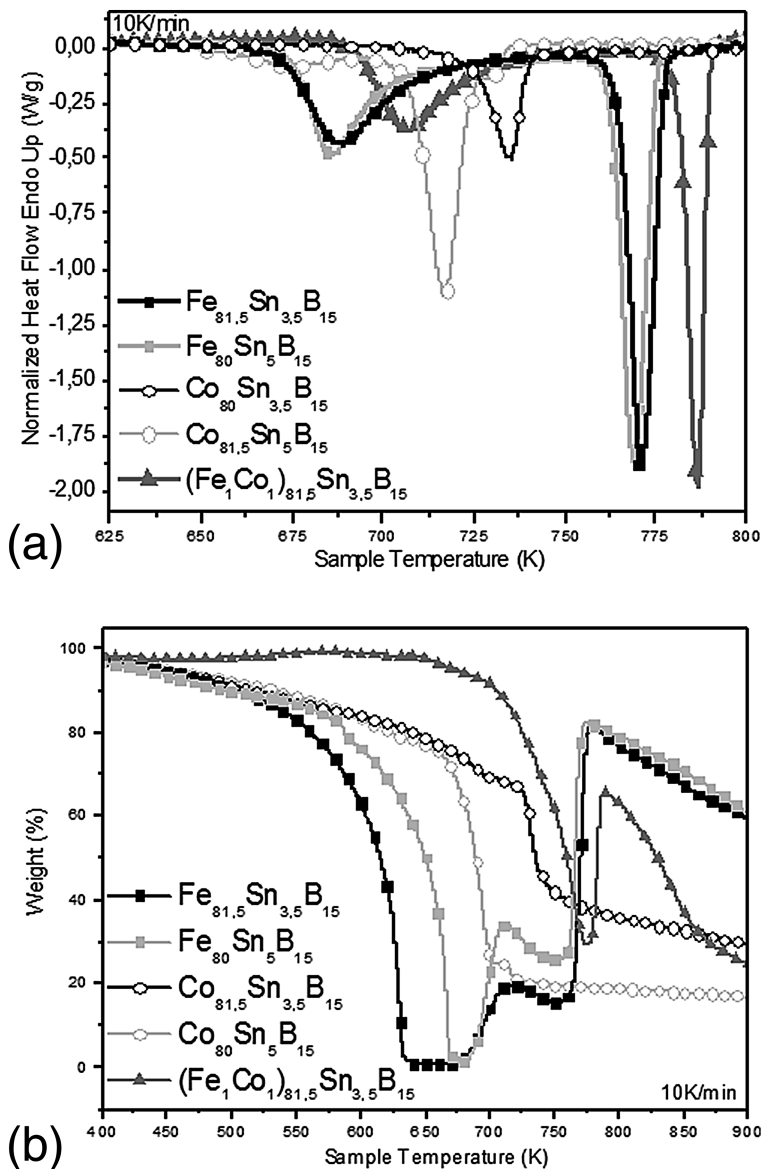 10K/min
0,00
-0,25
-0,50
-0,75
-1,00
-1,25
-1,50
-1,75
-2,00
Normalized Heat Flow Endo Up (W/g)
Fe81,5Sn3,5B15
Fe80Sn5B15
Co80Sn3,5B15
Co81,5Sn5B15
(Fe1Co1)81,5Sn3,5B15
625 650 675 700 725 750 775 800
Sample Temperature (K)
(a)
100
80
60
40
20
0
Weight (%)
Fe81,5Sn3,5B15
Fe80Sn5B15
Co81,5Sn3,5B15
Co80Sn5B15
(Fe1Co1)81,5Sn3,5B15
10K/min
400 450 500 550 600 650 700 750 800 850 900
Sample Temperature (K)
(b)